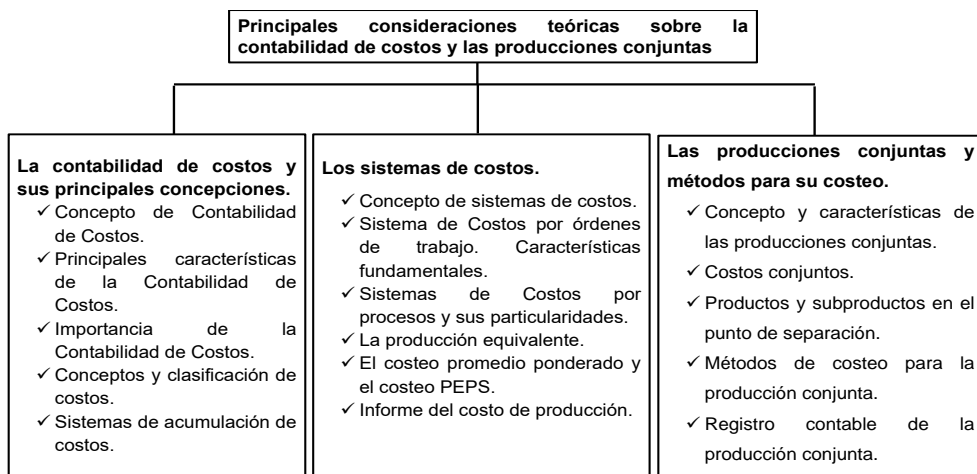 Principales consideraciones teóricas sobre la
contabilidad de costos y las producciones conjuntas
La contabilidad de costos y
sus principales concepciones.
✓ Concepto de Contabilidad
de Costos.
✓ Principales características
de la Contabilidad de
Costos.
✓ Importancia de la
Contabilidad de Costos.
✓ Conceptos y clasificación de
costos.
✓ Sistemas de acumulación de
costos.
Los sistemas de costos.
✓ Concepto de sistemas de costos.
✓ Sistema de Costos por órdenes
de trabajo. Características
fundamentales.
✓ Sistemas de Costos por
procesos y sus particularidades.
✓ La producción equivalente.
✓ El costeo promedio ponderado y
el costeo PEPS.
✓ Informe del costo de producción.
Las producciones conjuntas y
métodos para su costeo.
✓ Concepto y características de
las producciones conjuntas.
✓ Costos conjuntos.
✓ Productos y subproductos en el
punto de separación.
✓ Métodos de costeo para la
producción conjunta.
✓ Registro contable de la
producción conjunta.